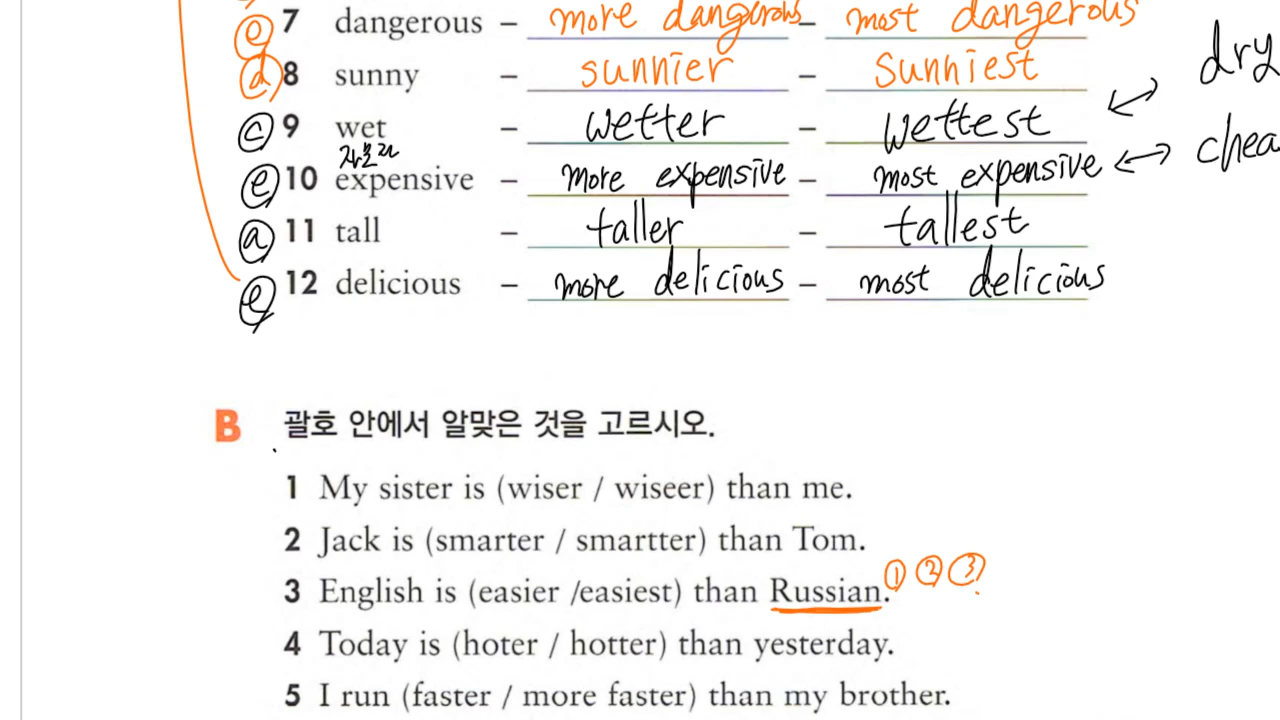 ⓔ 7 dangerous – more dangerous – most dangerous
ⓓ 8 sunny – sunnier – sunniest dry
ⓒ 9 wet – wetter – wettest ↔
ⓔ 10 expensive – more expensive – most expensive ↔ chea
ⓐ 11 tall – taller – tallest
ⓔ 12 delicious – more delicious – most delicious
B 괄호 안에서 알맞은 것을 고르시오.
1 My sister is (wiser / wiseer) than me.
2 Jack is (smarter / smartter) than Tom.
3 English is (easier /easiest) than Russian. ① ② ③
4 Today is (hoter / hotter) than yesterday.
5 I run (faster / more faster) than my brother.